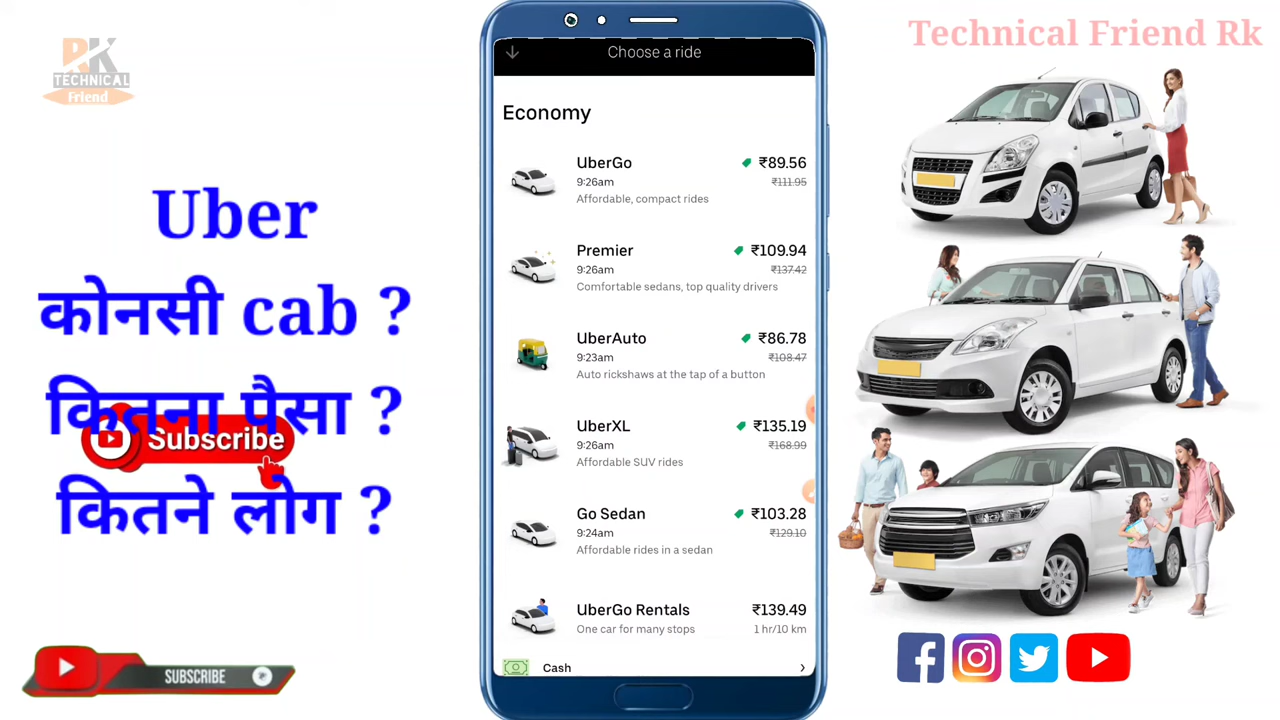 RK
TECHNICAL
Friend
Uber
कोनसी cab ?
कितना पैसा ?
Subscribe
कितने लोग ?
SUBSCRIBE
Choose a ride
Economy
UberGo ₹89.56
9:26am ₹111.95
Affordable, compact rides
Premier ₹109.94
9:26am ₹137.42
Comfortable sedans, top quality drivers
UberAuto ₹86.78
9:23am ₹108.47
Auto rickshaws at the tap of a button
UberXL ₹135.19
9:26am ₹168.99
Affordable SUV rides
Go Sedan ₹103.28
9:24am ₹129.10
Affordable rides in a sedan
UberGo Rentals ₹139.49
One car for many stops 1 hr/10 km
Cash
Technical Friend Rk